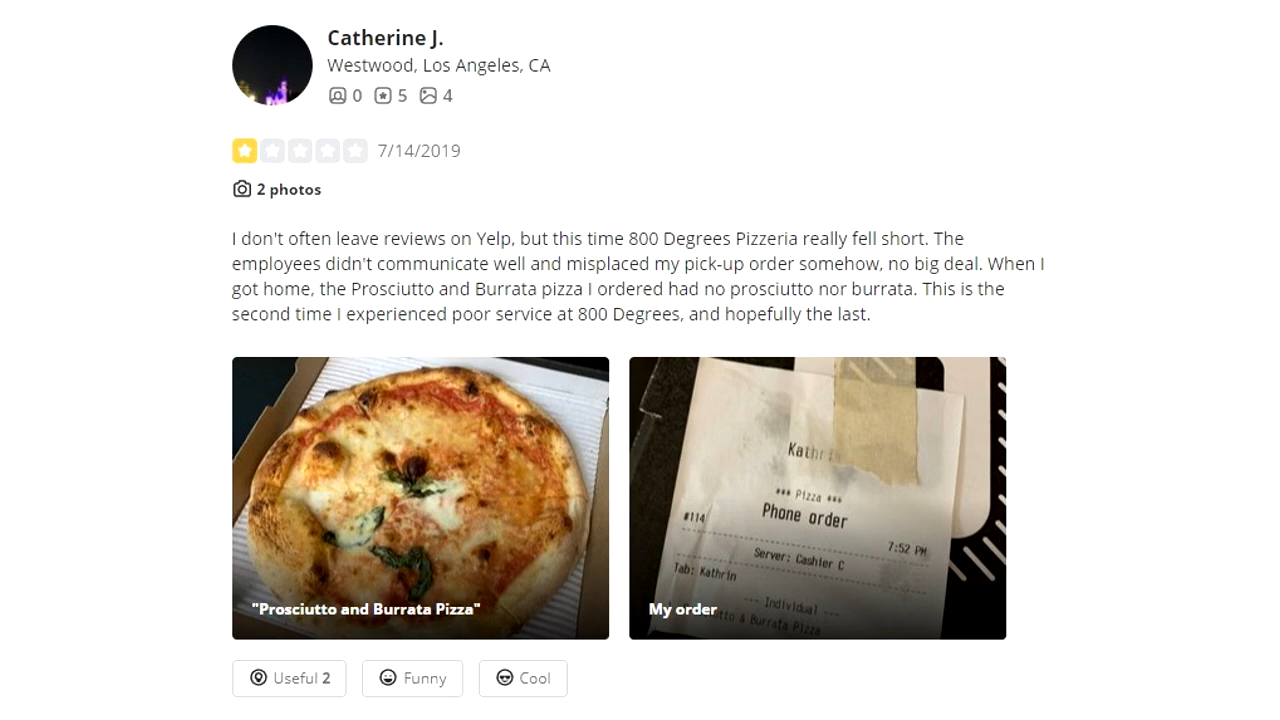 Catherine J.
Westwood, Los Angeles, CA
0 5 4
7/14/2019
2 photos
I don't often leave reviews on Yelp, but this time 800 Degrees Pizzeria really fell short. The
employees didn't communicate well and misplaced my pick-up order somehow, no big deal. When I
got home, the Prosciutto and Burrata pizza I ordered had no prosciutto nor burrata. This is the
second time I experienced poor service at 800 Degrees, and hopefully the last.
"Prosciutto and Burrata Pizza"
*** Pizza ***
Phone order
#114
7:52 PM
Server: Cashier C
Tab: Kathrin
--- Individual ---
& Burrata Pizza
My order
Useful 2
Funny
Cool